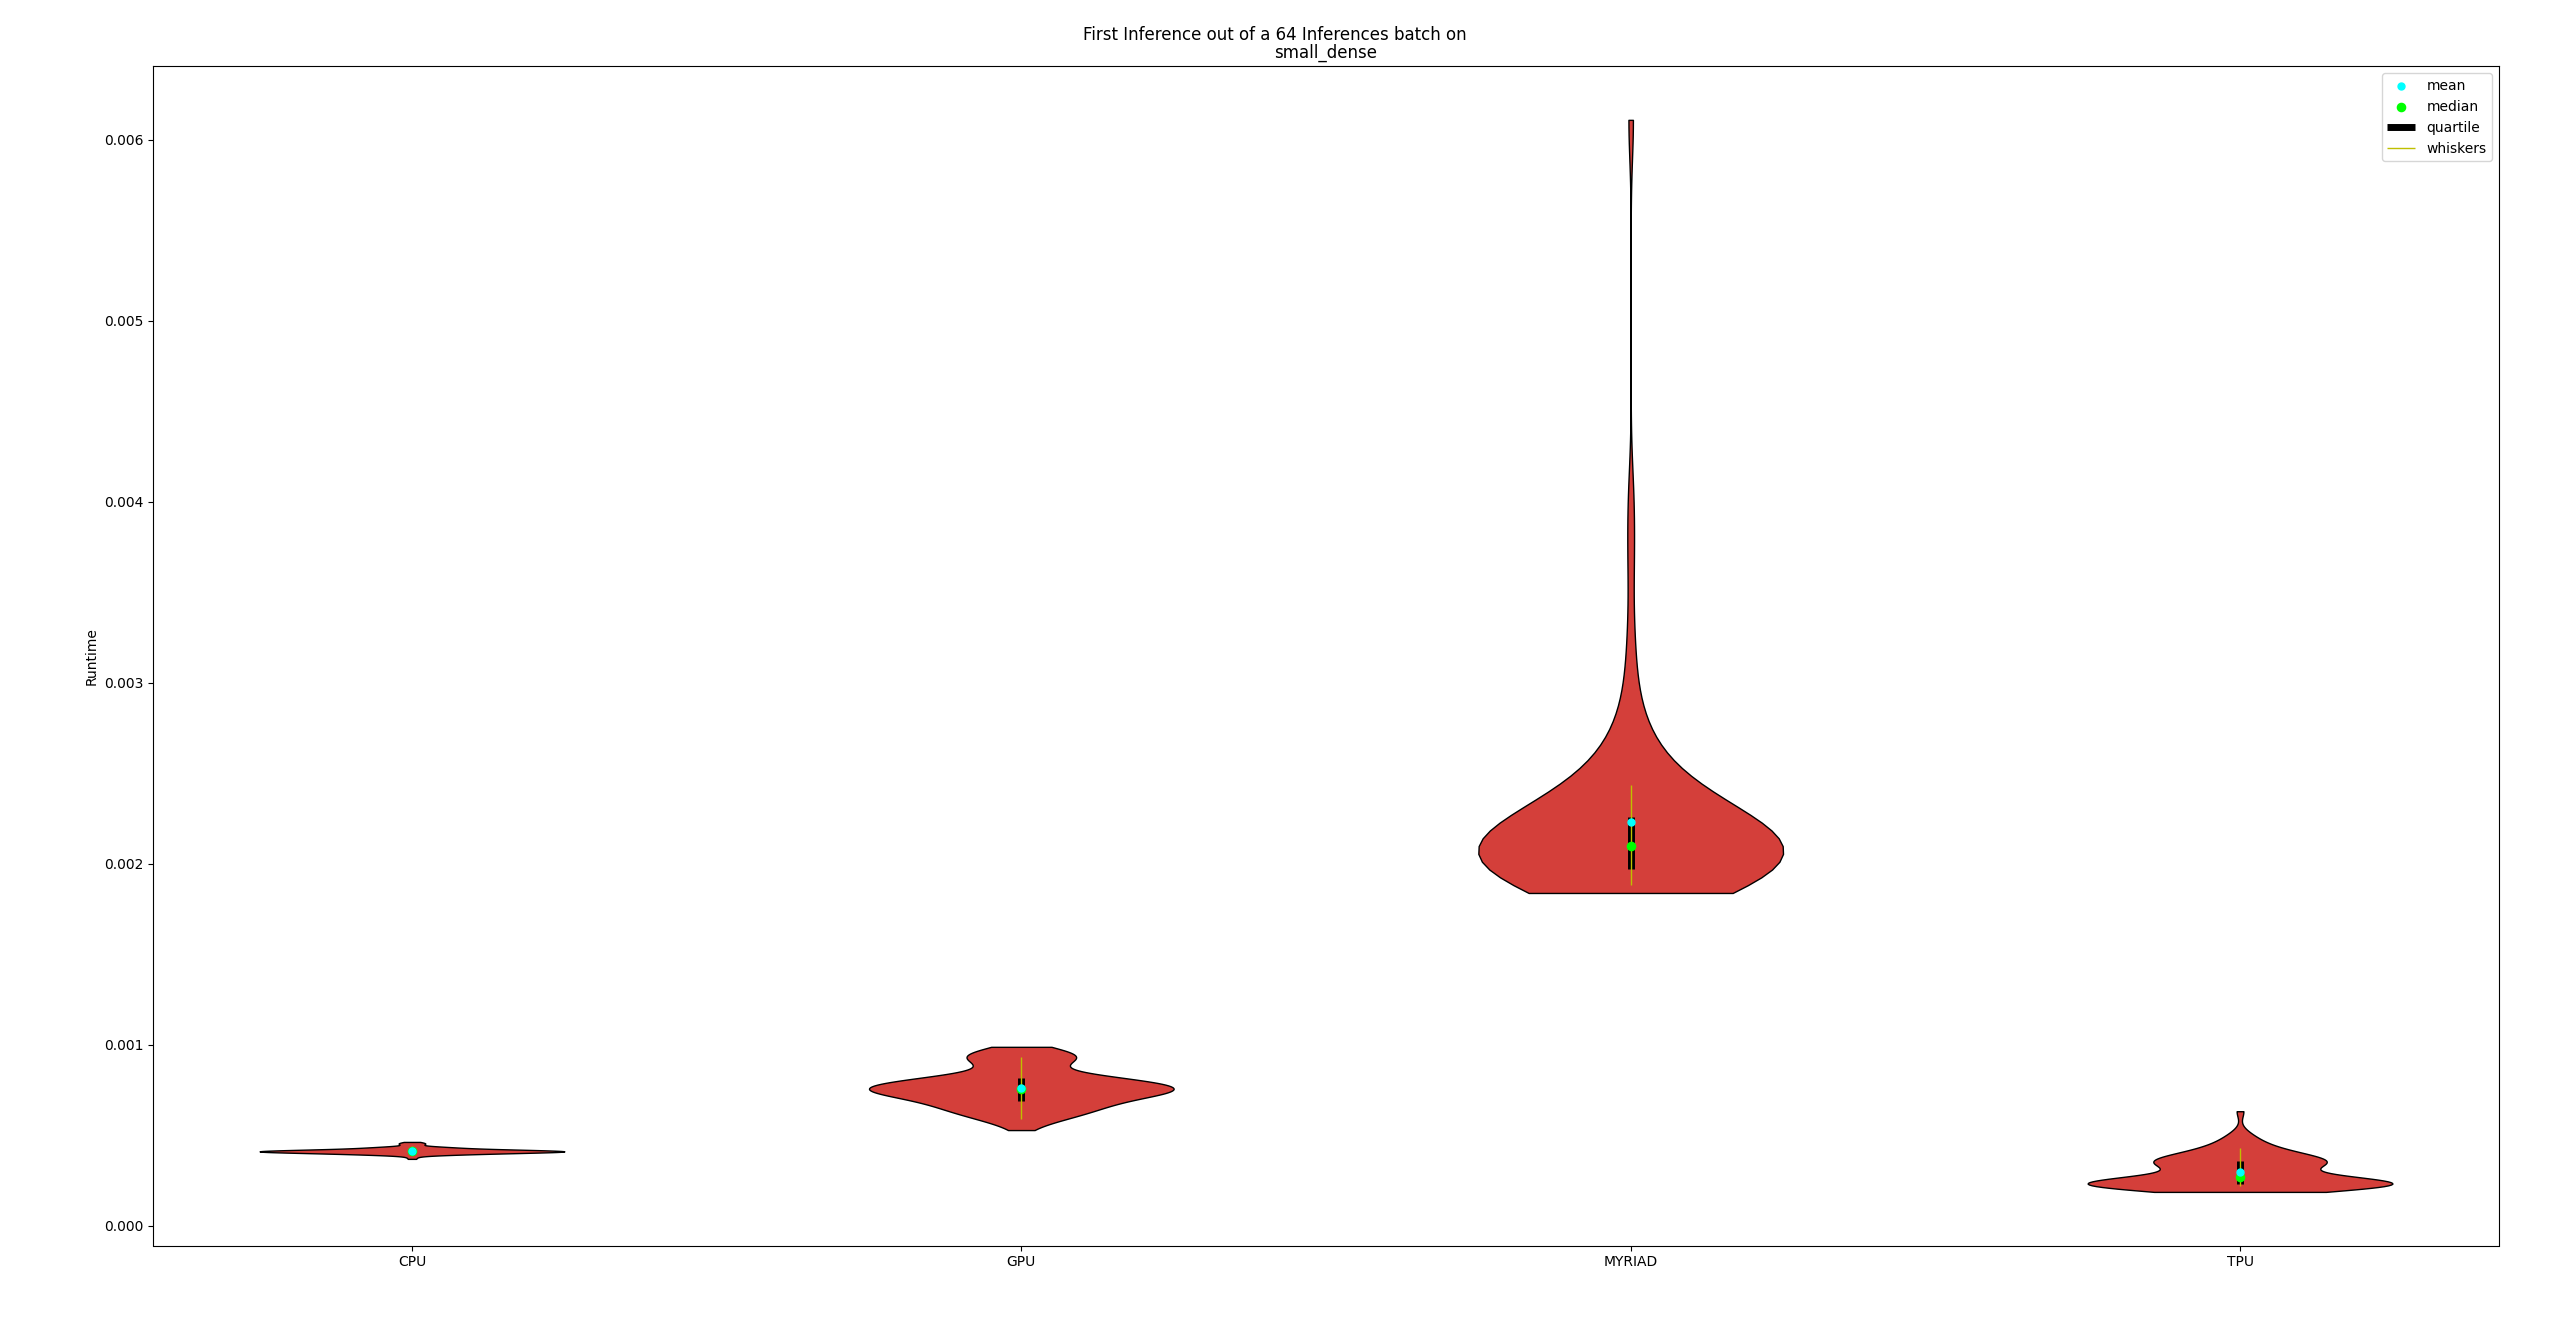 First Inference out of a 64 Inferences batch on
small_dense
mean
median
quartile
whiskers
0.006
0.005
0.004
0.003
0.002
0.001
0.000
Runtime
CPU
GPU
MYRIAD
TPU